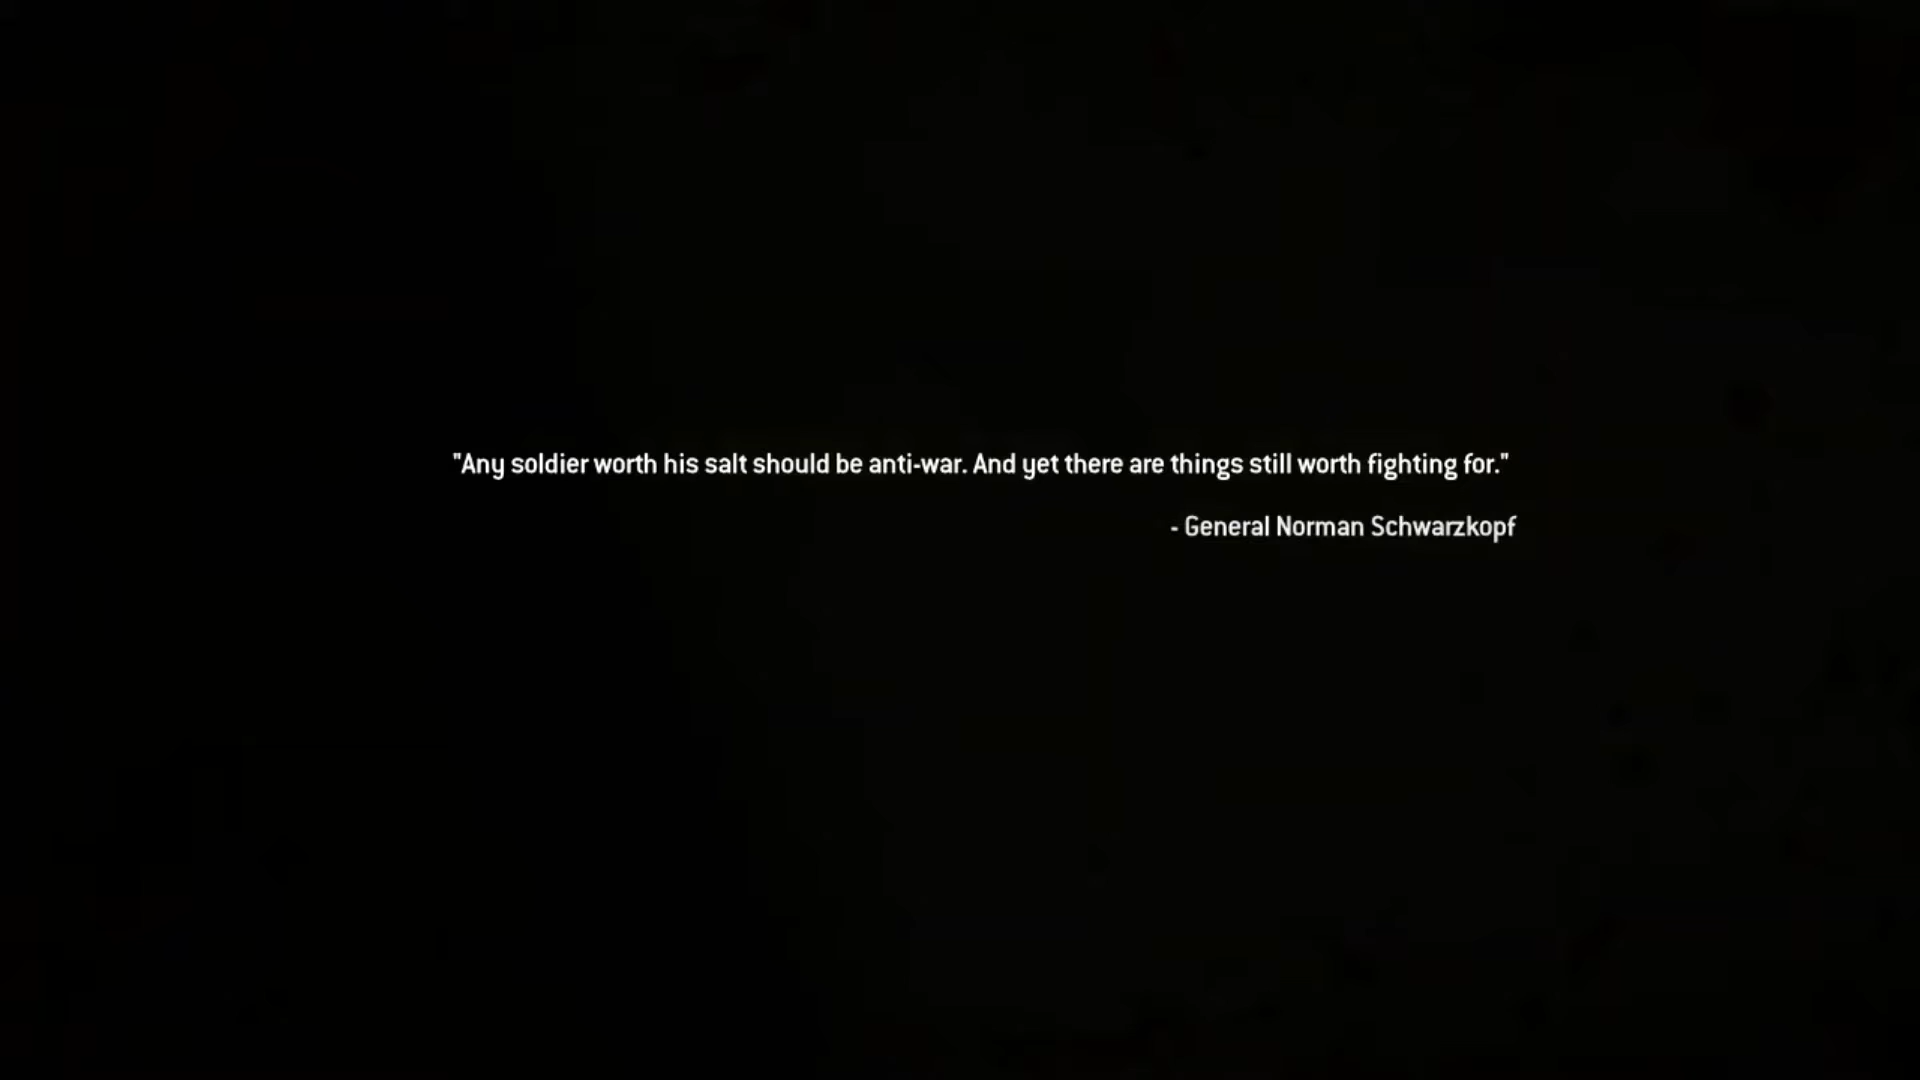 "Any soldier worth his salt should be anti-war. And yet there are things still worth fighting for."
- General Norman Schwarzkopf